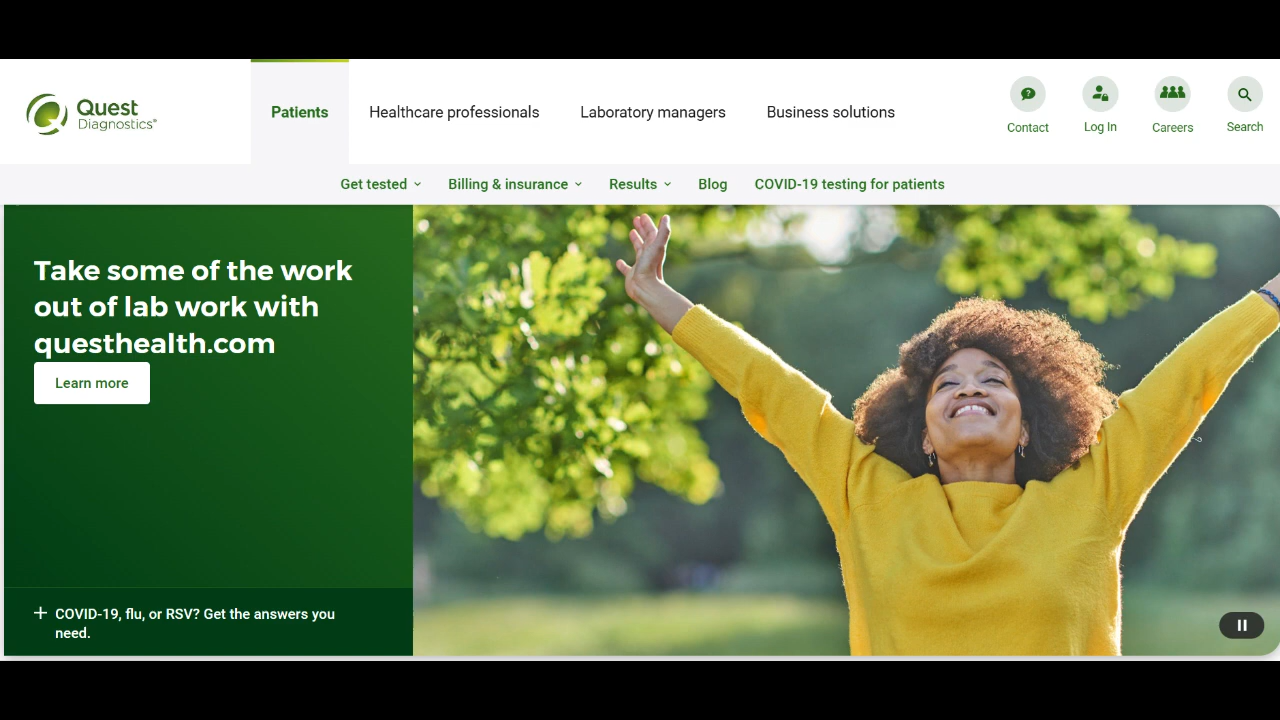 Quest
Diagnostics®
Patients
Healthcare professionals
Laboratory managers
Business solutions
Contact
Log In
Careers
Search
Get tested
Billing & insurance
Results
Blog
COVID-19 testing for patients
Take some of the work
out of lab work with
questhealth.com
Learn more
COVID-19, flu, or RSV? Get the answers you
need.